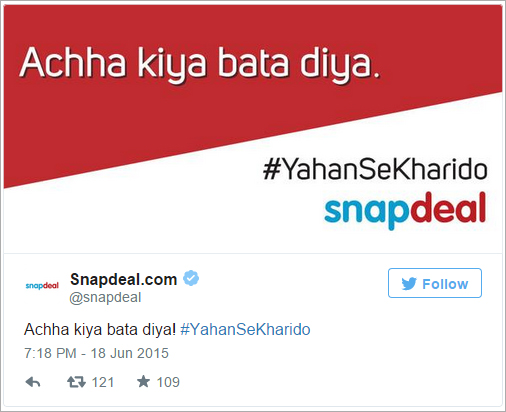 Achha kiya bata diya.
#YahanSeKharido
snapdeal
snapdeal
Snapdeal.com
@snapdeal
Follow
Achha kiya bata diya! #YahanSeKharido
7:18 PM - 18 Jun 2015
121 109